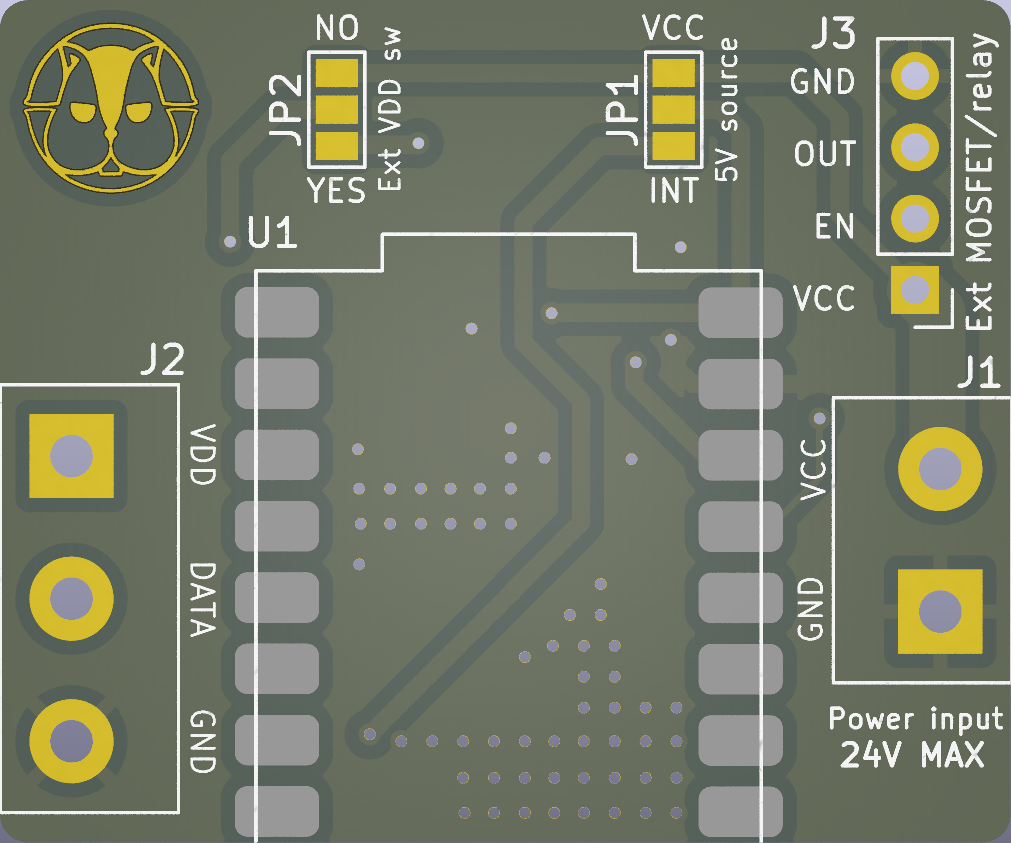 NO
JP2
Ext VDD sw
YES
VCC
JP1
5V source
INT
J3
GND
OUT
EN
VCC
Ext MOSFET/relay
U1
J2
VDD
DATA
GND
J1
VCC
GND
Power input
24V MAX